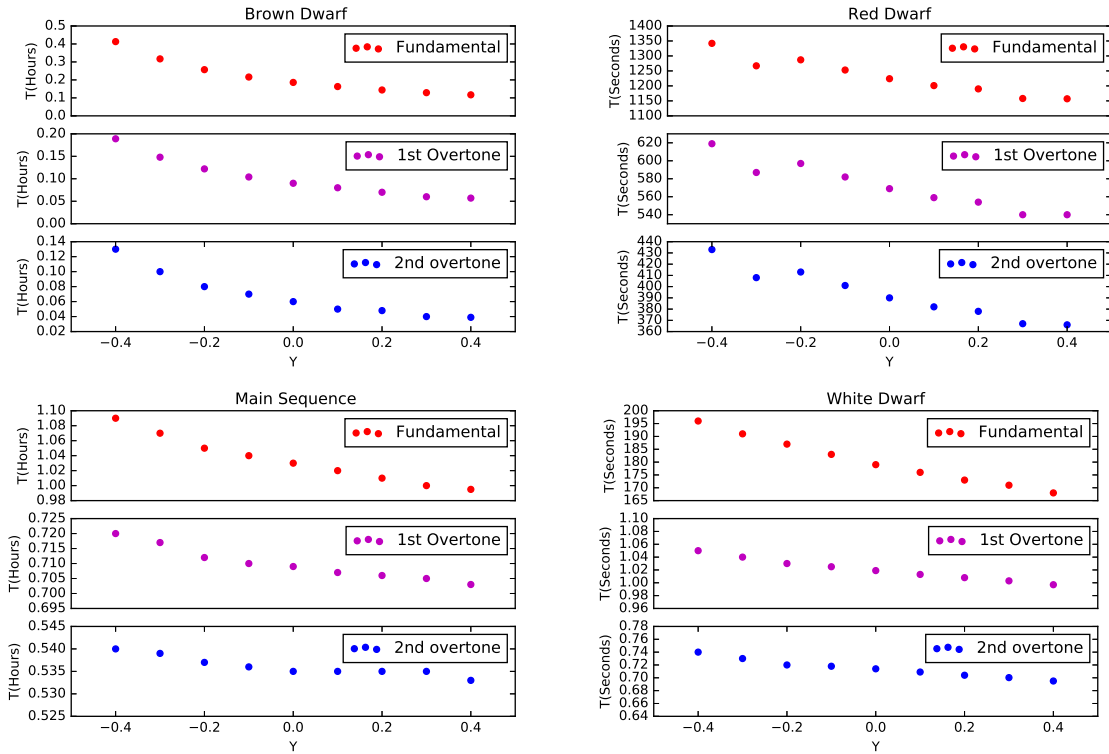 Brown Dwarf
T(Hours)
0.5
0.4
0.3
0.2
0.1
0.0
Fundamental
T(Hours)
0.20
0.15
0.10
0.05
0.00
1st Overtone
T(Hours)
0.14
0.12
0.10
0.08
0.06
0.04
0.02
2nd overtone
−0.4 −0.2 0.0 0.2 0.4
Y
Red Dwarf
T(Seconds)
1400
1350
1300
1250
1200
1150
1100
Fundamental
T(Seconds)
620
600
580
560
540
1st Overtone
T(Seconds)
440
430
420
410
400
390
380
370
360
2nd overtone
−0.4 −0.2 0.0 0.2 0.4
Y
Main Sequence
T(Hours)
1.10
1.08
1.06
1.04
1.02
1.00
0.98
Fundamental
T(Hours)
0.725
0.720
0.715
0.710
0.705
0.700
0.695
1st Overtone
T(Hours)
0.545
0.540
0.535
0.530
0.525
2nd overtone
−0.4 −0.2 0.0 0.2 0.4
Y
White Dwarf
T(Seconds)
200
195
190
185
180
175
170
165
Fundamental
T(Seconds)
1.10
1.08
1.06
1.04
1.02
1.00
0.98
0.96
1st Overtone
T(Seconds)
0.78
0.76
0.74
0.72
0.70
0.68
0.66
0.64
2nd overtone
−0.4 −0.2 0.0 0.2 0.4
Y